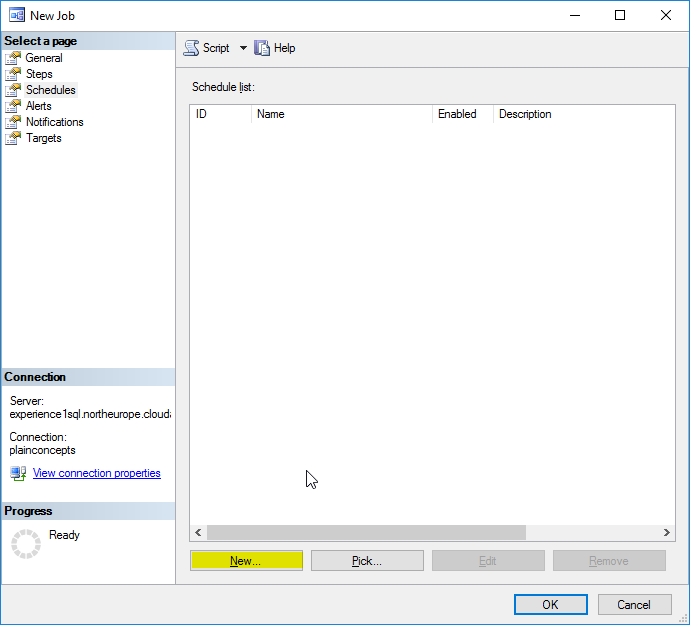 New Job
Select a page
General
Steps
Schedules
Alerts
Notifications
Targets
Script
Help
Schedule list:
ID Name Enabled Description
Connection
Server:
experience1sql.northeurope.cloud
Connection:
plainconcepts
View connection properties
Progress
Ready
New... Pick... Edit Remove
OK Cancel